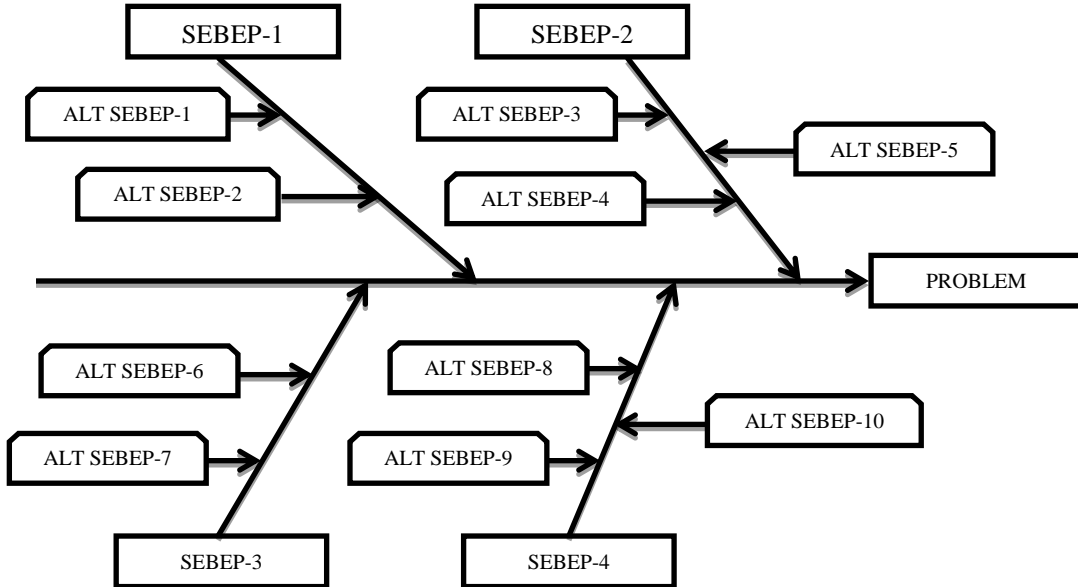 SEBEP-1
SEBEP-2
ALT SEBEP-1
ALT SEBEP-3
ALT SEBEP-5
ALT SEBEP-2
ALT SEBEP-4
PROBLEM
ALT SEBEP-6
ALT SEBEP-8
ALT SEBEP-10
ALT SEBEP-7
ALT SEBEP-9
SEBEP-3
SEBEP-4